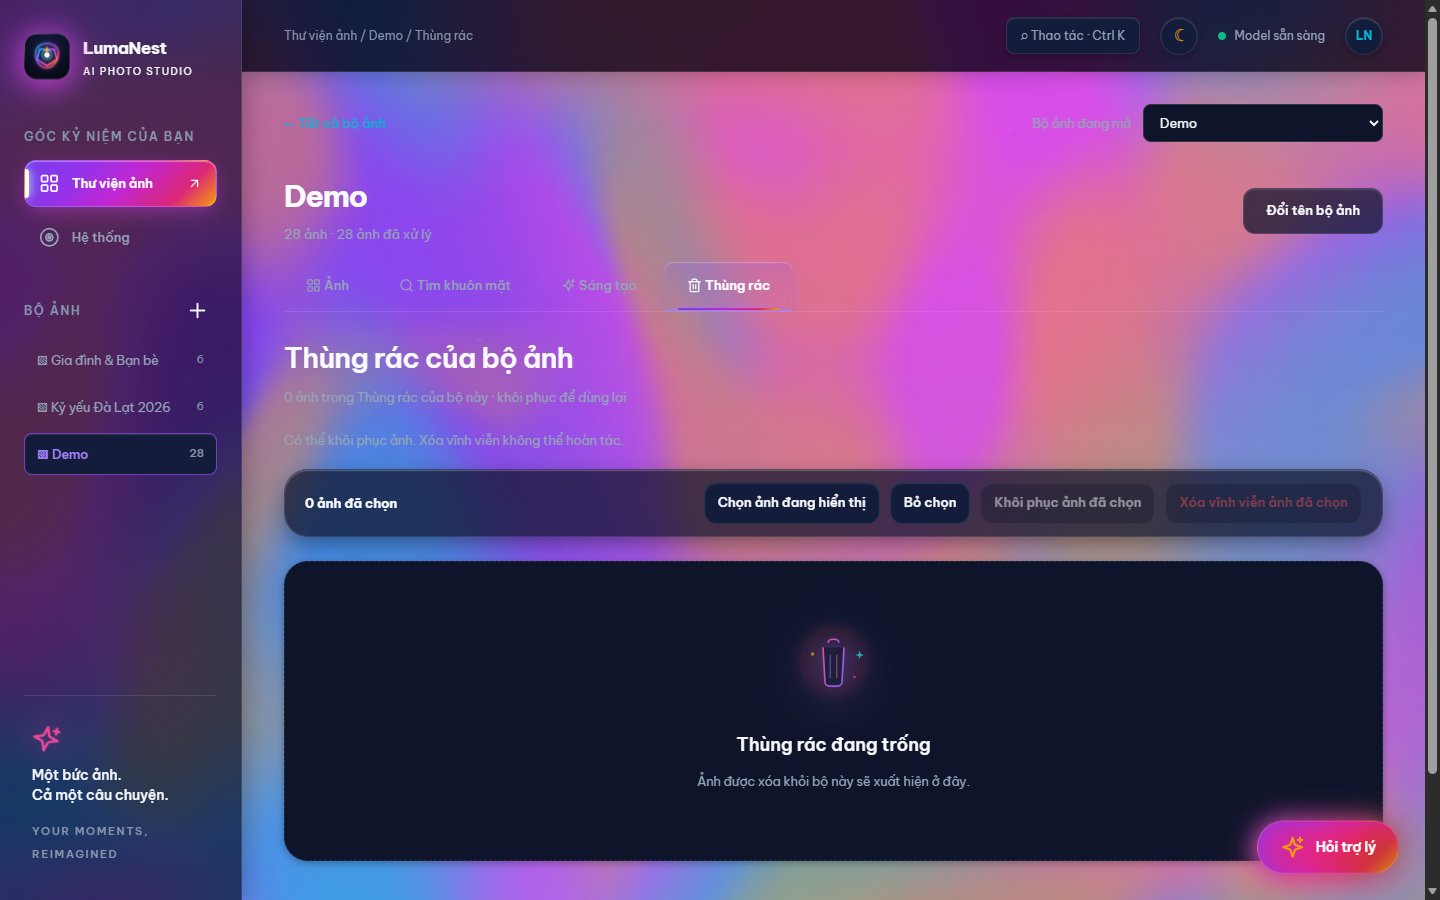 LumaNest
AI PHOTO STUDIO
GÓC KỶ NIỆM CỦA BẠN
Thư viện ảnh
Hệ thống
BỘ ẢNH
Gia đình & Bạn bè 6
Kỷ yếu Đà Lạt 2026 6
Demo 28
Một bức ảnh.
Cả một câu chuyện.
YOUR MOMENTS,
REIMAGINED
Thư viện ảnh / Demo / Thùng rác
Thao tác · Ctrl K
Model sẵn sàng
LN
← Tất cả bộ ảnh
Bộ ảnh đang mở
Demo
Demo
28 ảnh · 28 ảnh đã xử lý
Đổi tên bộ ảnh
Ảnh
Tìm khuôn mặt
Sáng tạo
Thùng rác
Thùng rác của bộ ảnh
0 ảnh trong Thùng rác của bộ này · khôi phục để dùng lại
Có thể khôi phục ảnh. Xóa vĩnh viễn không thể hoàn tác.
0 ảnh đã chọn
Chọn ảnh đang hiển thị
Bỏ chọn
Khôi phục ảnh đã chọn
Xóa vĩnh viễn ảnh đã chọn
Thùng rác đang trống
Ảnh được xóa khỏi bộ này sẽ xuất hiện ở đây.
Hỏi trợ lý